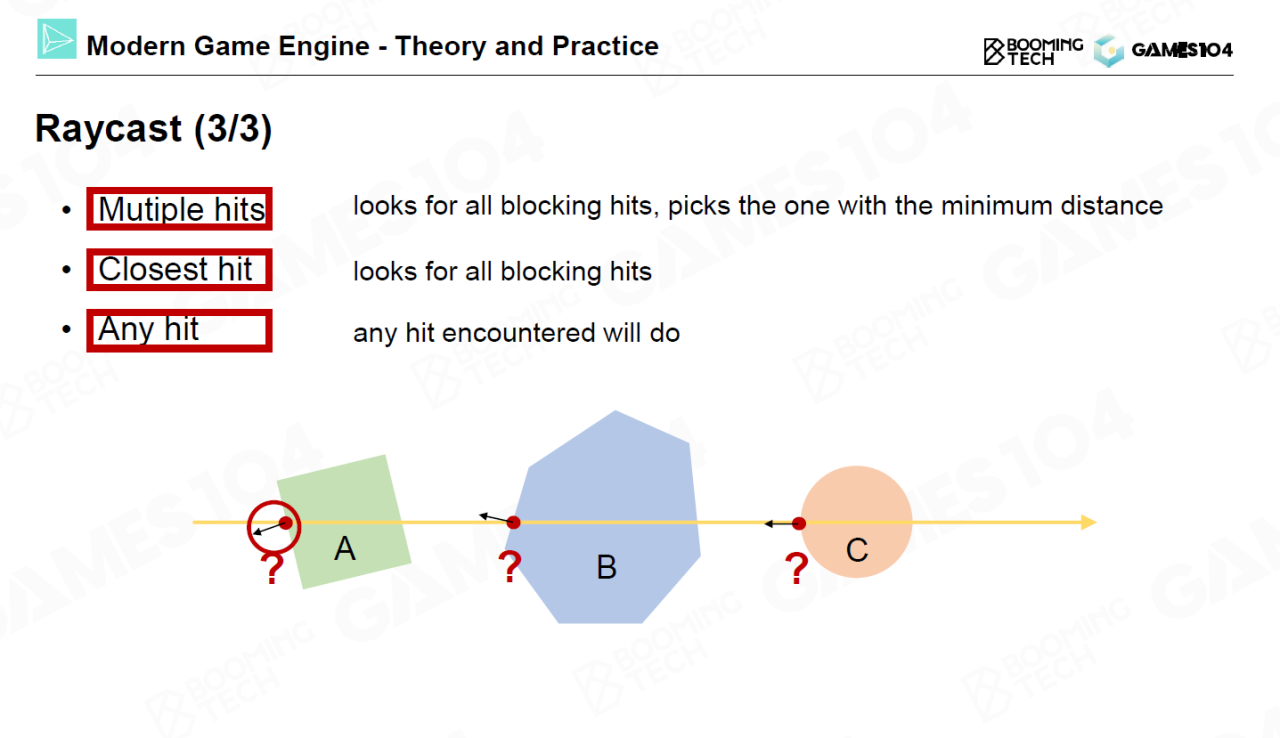 Modern Game Engine - Theory and Practice
BOOMING
TECH
GAMES104
Raycast (3/3)
• Mutiple hits
looks for all blocking hits, picks the one with the minimum distance
• Closest hit
looks for all blocking hits
• Any hit
any hit encountered will do
A
B
C
?
?
?